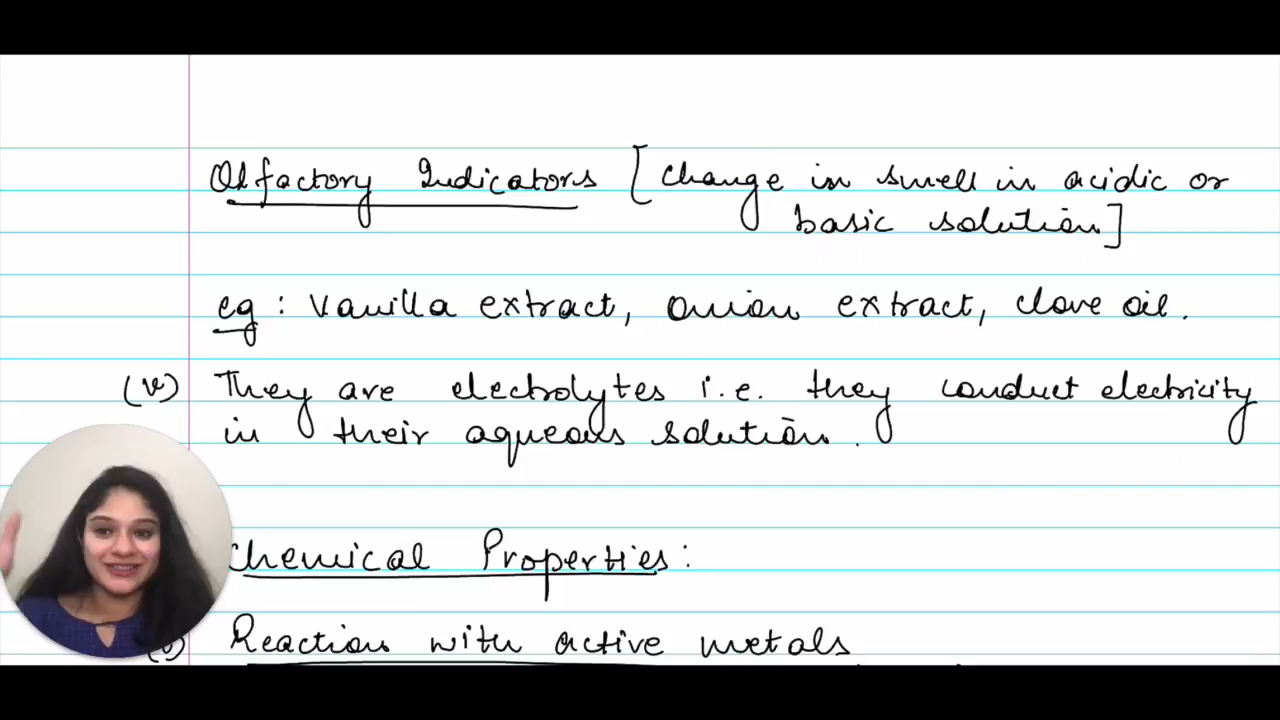 Olfactory Indicators [change in smell in acidic or
basic solution]
eg : Vanilla extract, onion extract, clove oil.
(v) They are electrolytes i.e. they conduct electricity
in their aqueous solution.
Chemical Properties:
(i) Reaction with active metals